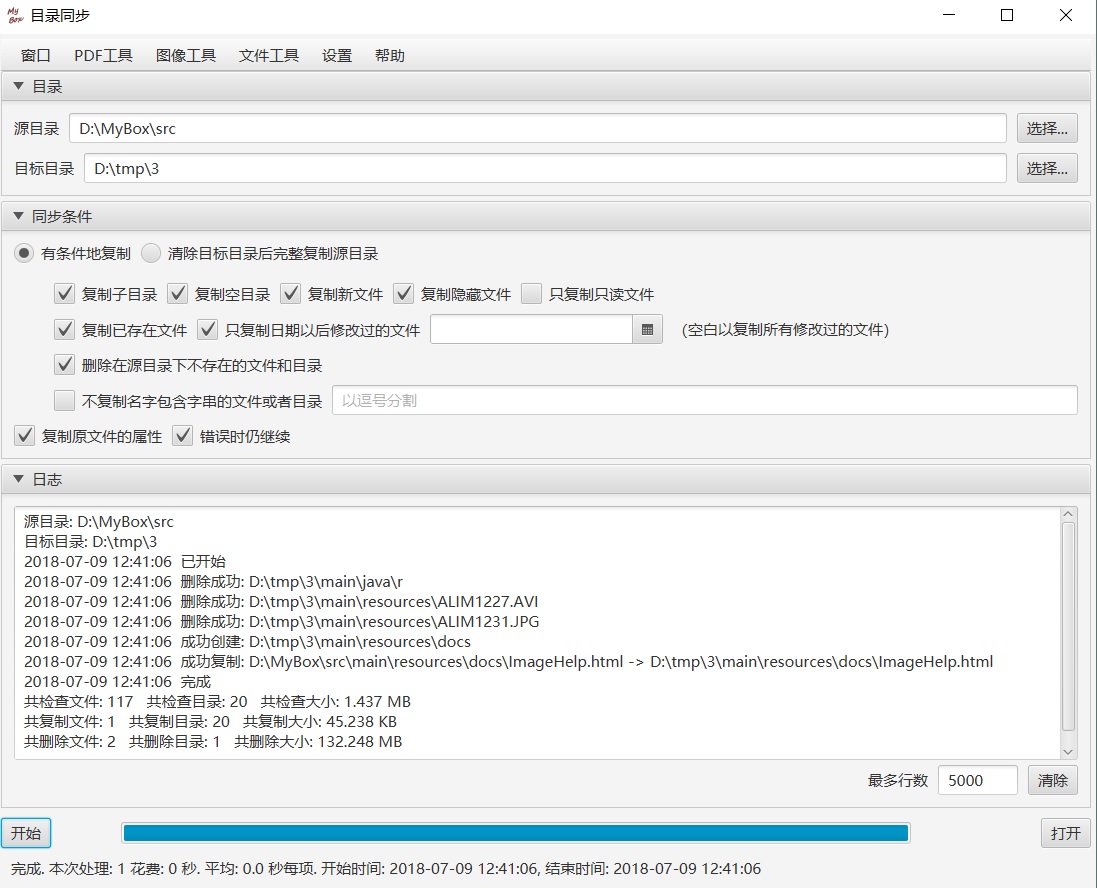 My Box 目录同步
窗口 PDF工具 图像工具 文件工具 设置 帮助
目录
源目录 D:\MyBox\src 选择...
目标目录 D:\tmp\3 选择...
同步条件
有条件地复制 清除目标目录后完整复制源目录
复制子目录 复制空目录 复制新文件 复制隐藏文件 只复制只读文件
复制已存在文件 只复制日期以后修改过的文件 (空白以复制所有修改过的文件)
删除在源目录下不存在的文件和目录
不复制名字包含字串的文件或者目录 以逗号分割
复制原文件的属性 错误时仍继续
日志
源目录: D:\MyBox\src
目标目录: D:\tmp\3
2018-07-09 12:41:06 已开始
2018-07-09 12:41:06 删除成功: D:\tmp\3\main\java\r
2018-07-09 12:41:06 删除成功: D:\tmp\3\main\resources\ALIM1227.AVI
2018-07-09 12:41:06 删除成功: D:\tmp\3\main\resources\ALIM1231.JPG
2018-07-09 12:41:06 成功创建: D:\tmp\3\main\resources\docs
2018-07-09 12:41:06 成功复制: D:\MyBox\src\main\resources\docs\ImageHelp.html -> D:\tmp\3\main\resources\docs\ImageHelp.html
2018-07-09 12:41:06 完成
共检查文件: 117 共检查目录: 20 共检查大小: 1.437 MB
共复制文件: 1 共复制目录: 20 共复制大小: 45.238 KB
共删除文件: 2 共删除目录: 1 共删除大小: 132.248 MB
最多行数 5000 清除
开始 打开
完成. 本次处理: 1 花费: 0 秒. 平均: 0.0 秒每项. 开始时间: 2018-07-09 12:41:06, 结束时间: 2018-07-09 12:41:06